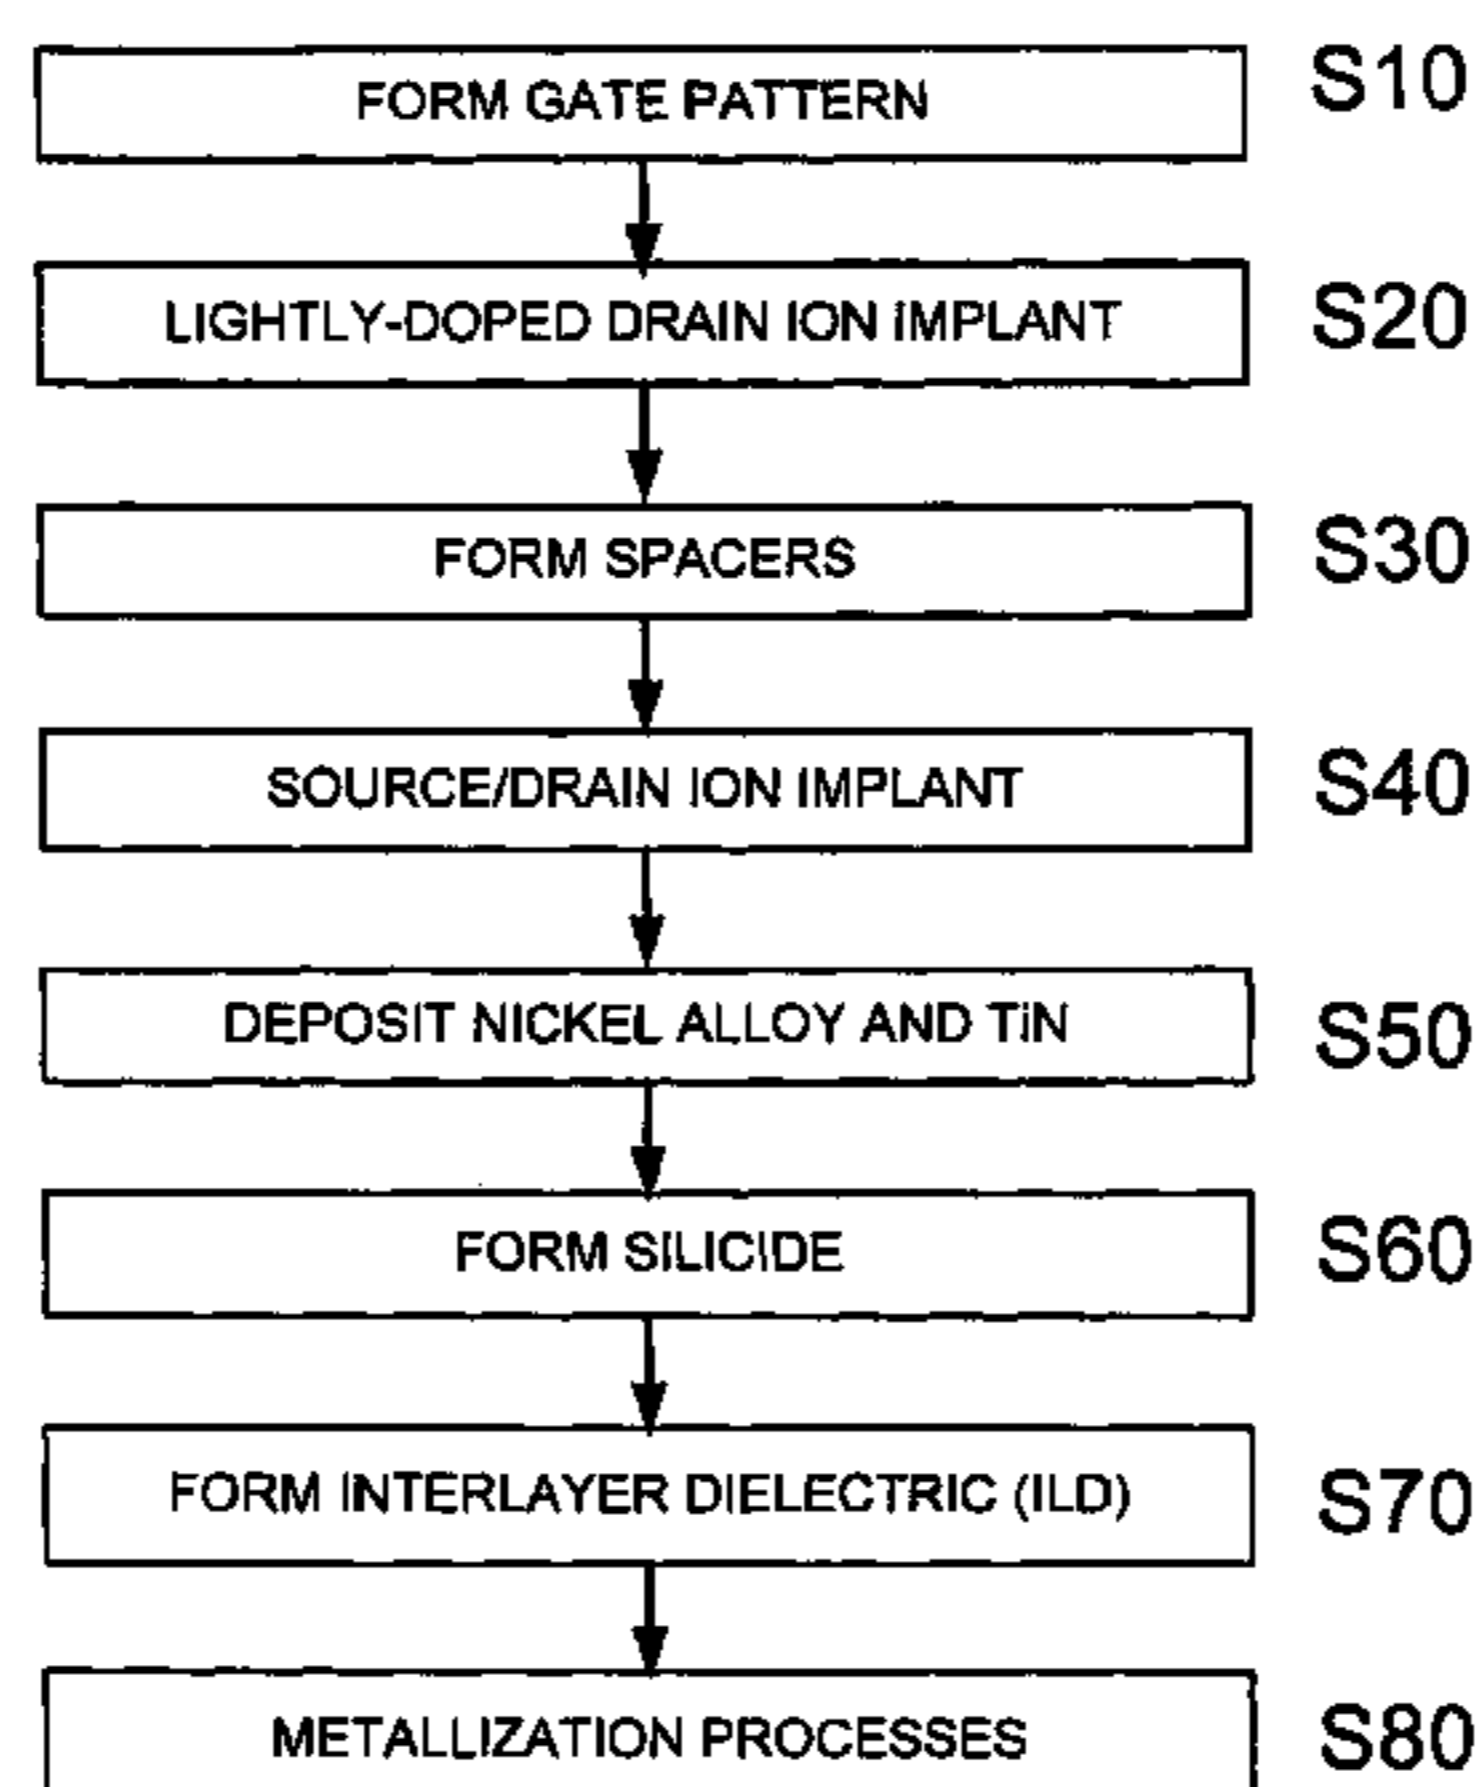 FORM GATE PATTERN S10
LIGHTLY-DOPED DRAIN ION IMPLANT S20
FORM SPACERS S30
SOURCE/DRAIN ION IMPLANT S40
DEPOSIT NICKEL ALLOY AND TiN S50
FORM SILICIDE S60
FORM INTERLAYER DIELECTRIC (ILD) S70
METALLIZATION PROCESSES S80